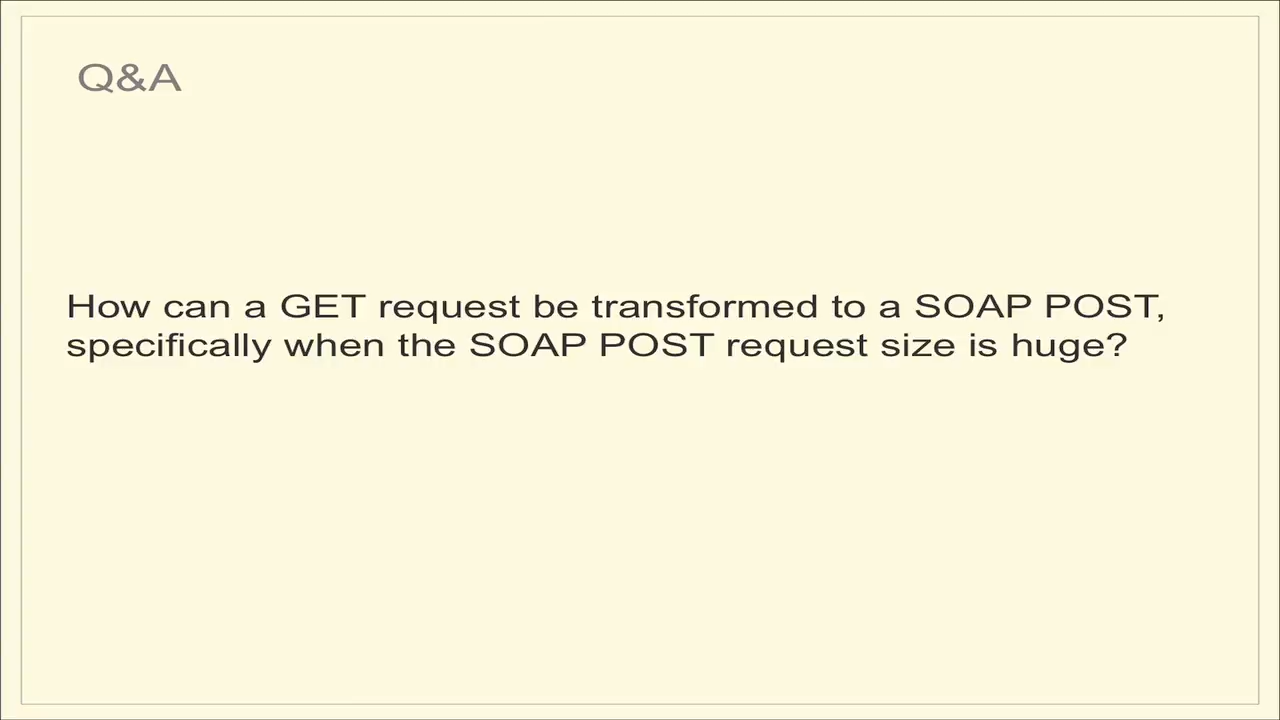 Q&A
How can a GET request be transformed to a SOAP POST,
specifically when the SOAP POST request size is huge?